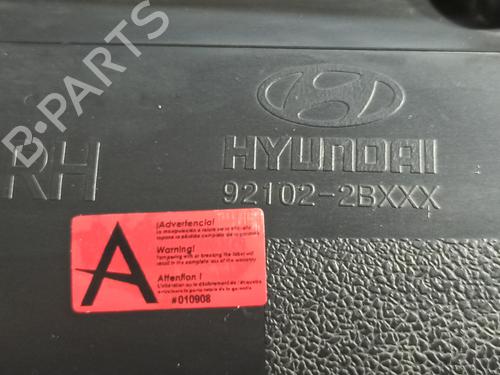 B-PARTS
HYUNDAI
RH
92102-2BXXX
A
¡Advertencia!
Warning!
Tampering with or breaking the label will
result in the complete loss of the warranty
Attention !
#010908